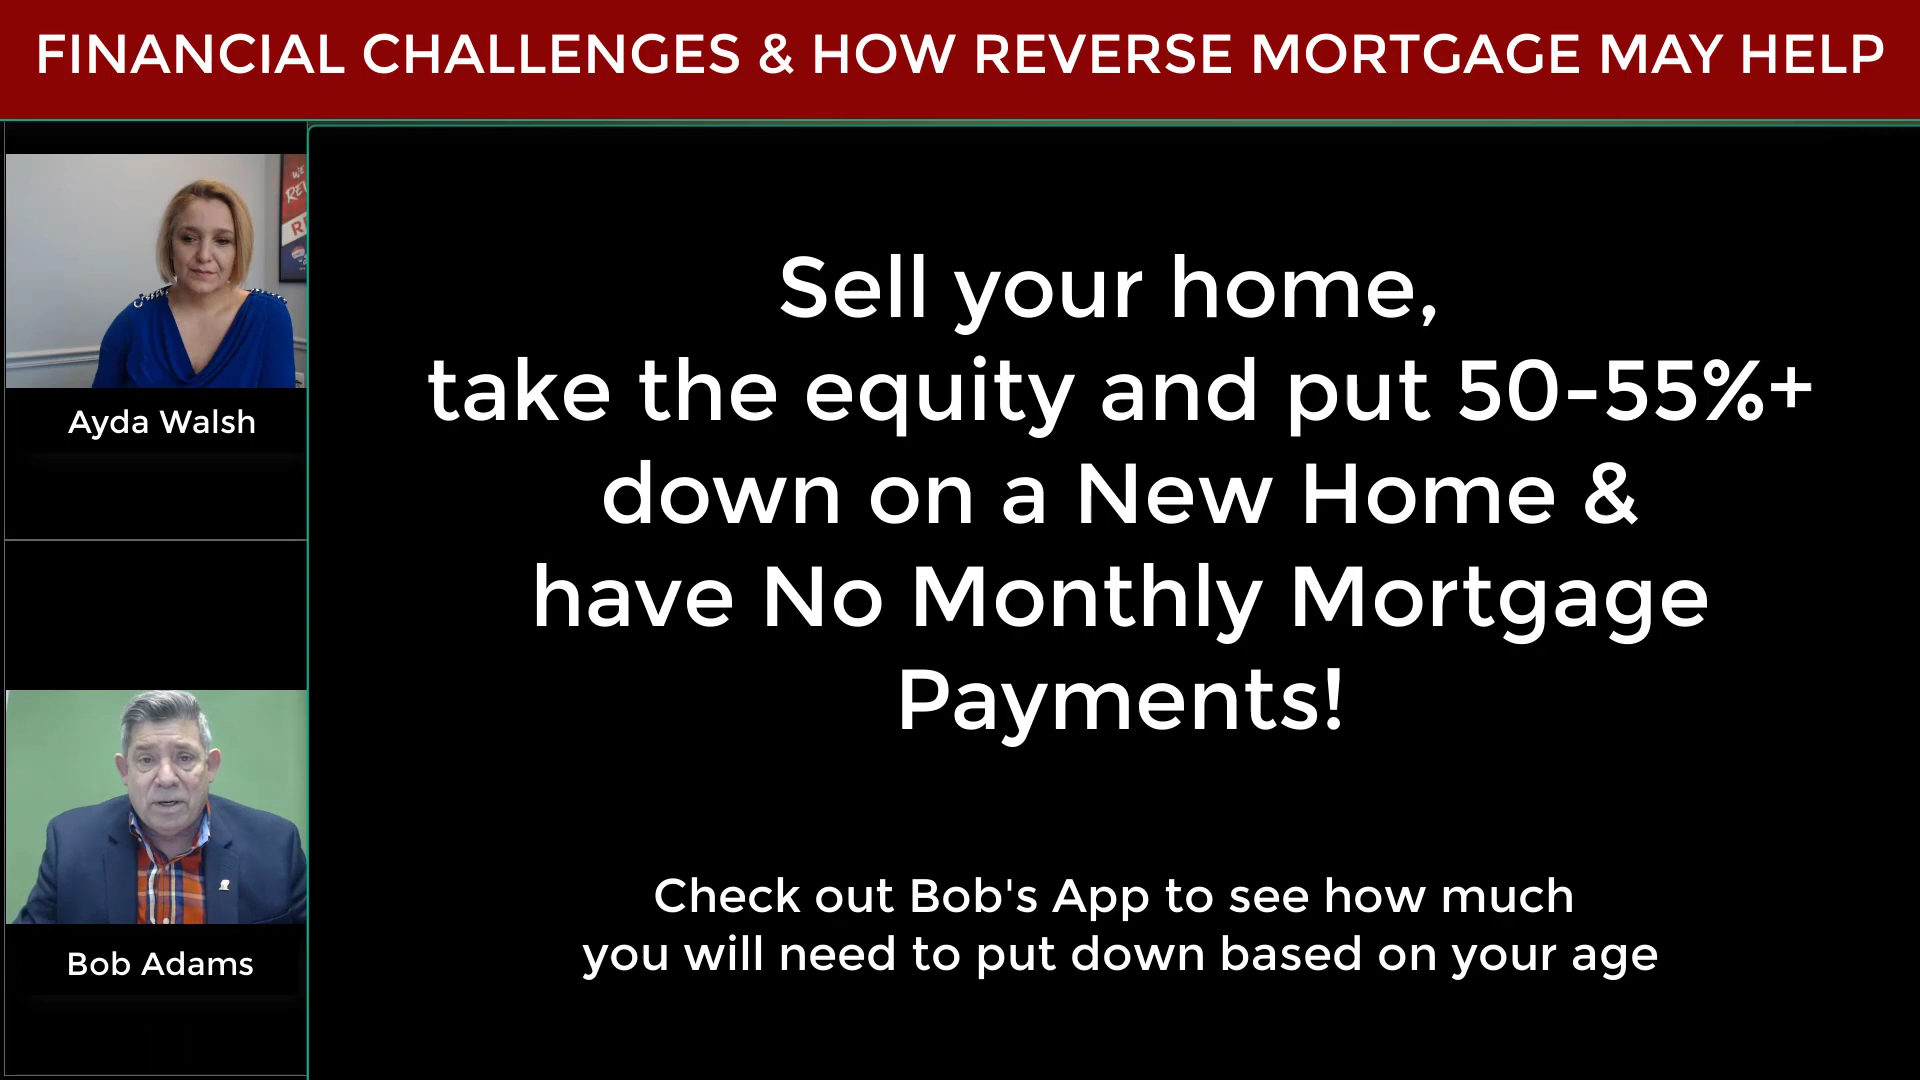 FINANCIAL CHALLENGES & HOW REVERSE MORTGAGE MAY HELP
WE
R
Ayda Walsh
Bob Adams
Sell your home,
take the equity and put 50-55%+
down on a New Home &
have No Monthly Mortgage
Payments!
Check out Bob's App to see how much
you will need to put down based on your age